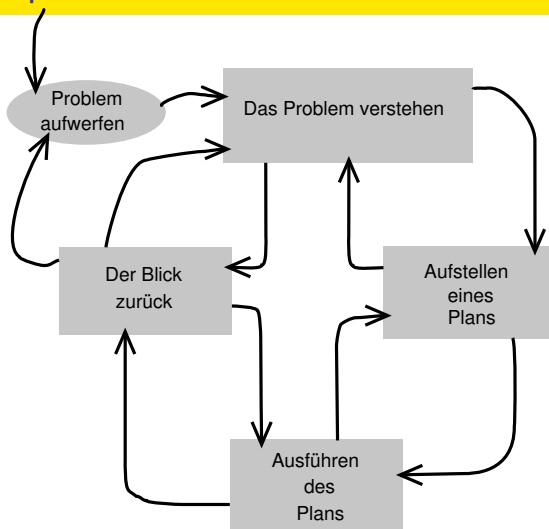 Problem
aufwerfen
Das Problem verstehen
Der Blick
zurück
Aufstellen
eines
Plans
Ausführen
des
Plans